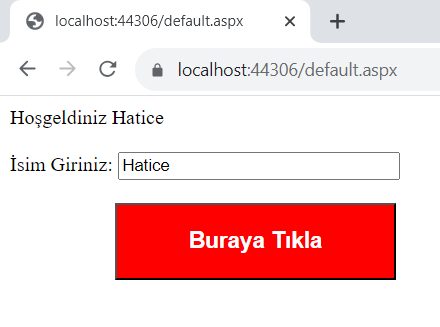 localhost:44306/default.aspx
localhost:44306/default.aspx
Hoşgeldiniz Hatice
İsim Giriniz: Hatice
Buraya Tıkla